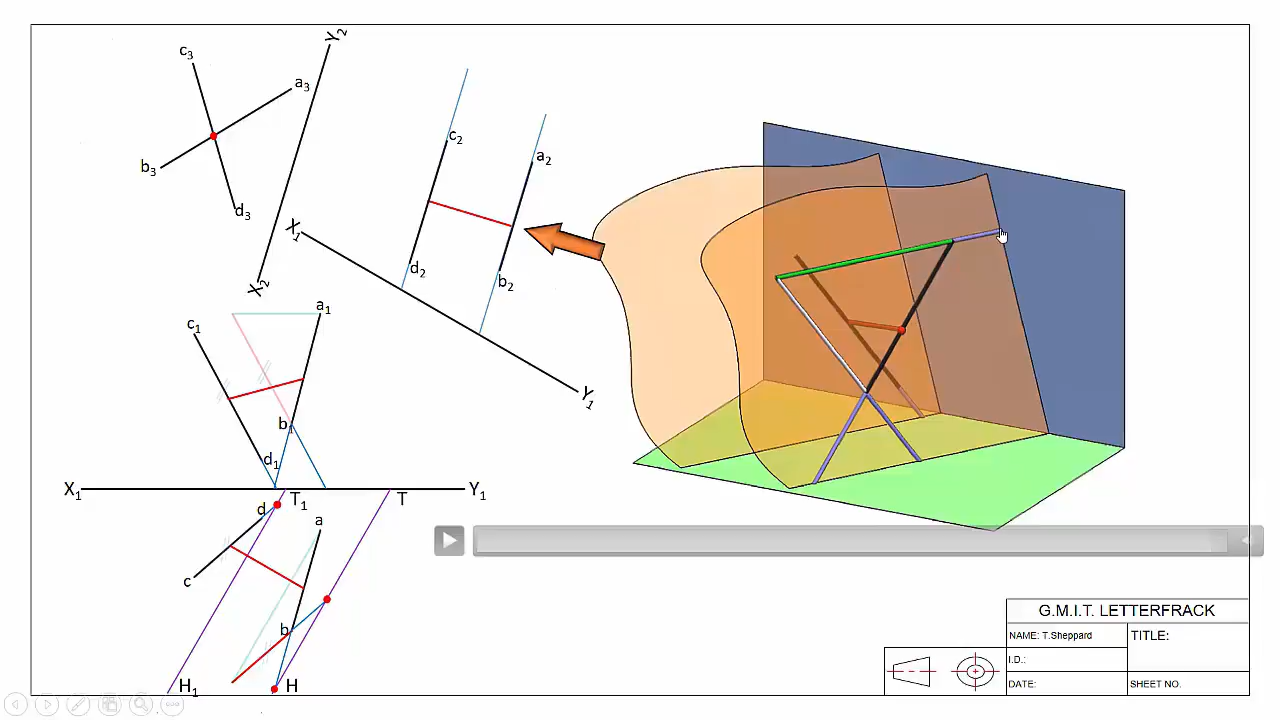 Y2
c3
a3
b3
d3
X2
c2
a2
d2
b2
X1
Y1
c1
a1
b1
d1
X1
Y1
T1
T
d
a
c
b
H1
H
G.M.I.T. LETTERFRACK
NAME: T.Sheppard
TITLE:
I.D.:
DATE:
SHEET NO.